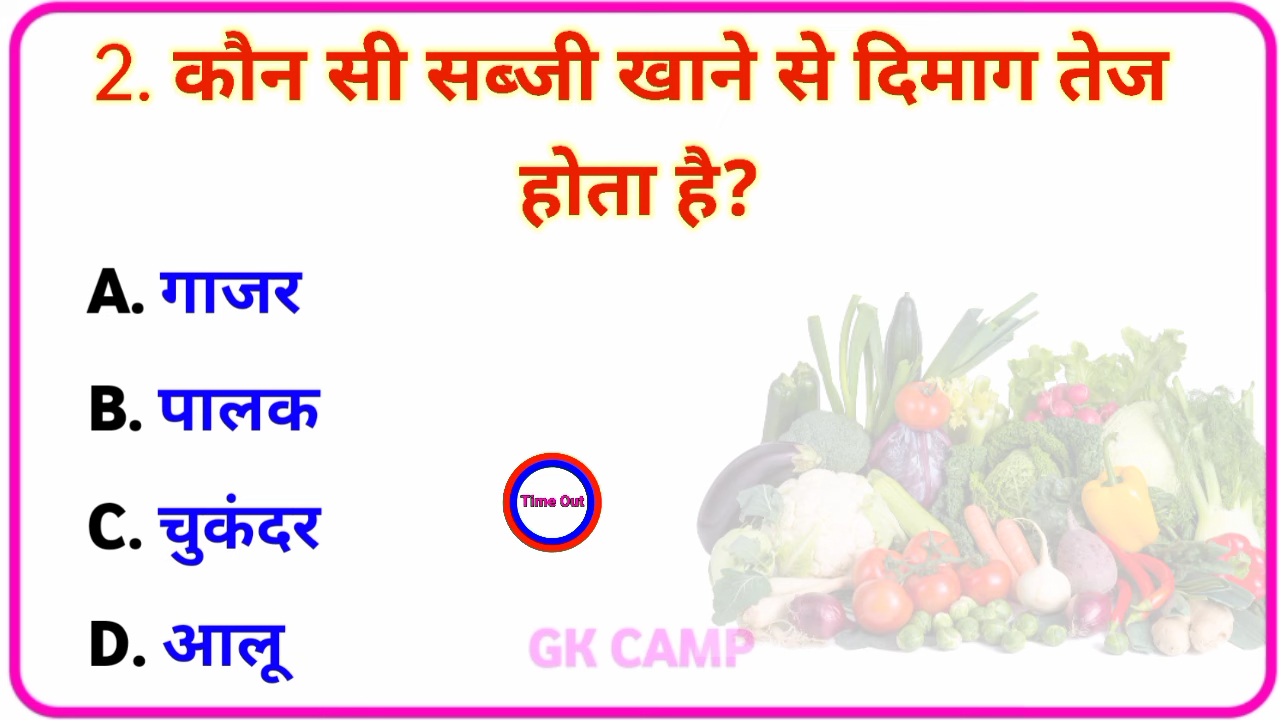 2. कौन सी सब्जी खाने से दिमाग तेज
होता है?
A. गाजर
B. पालक
C. चुकंदर
Time Out
D. आलू
GK CAMP